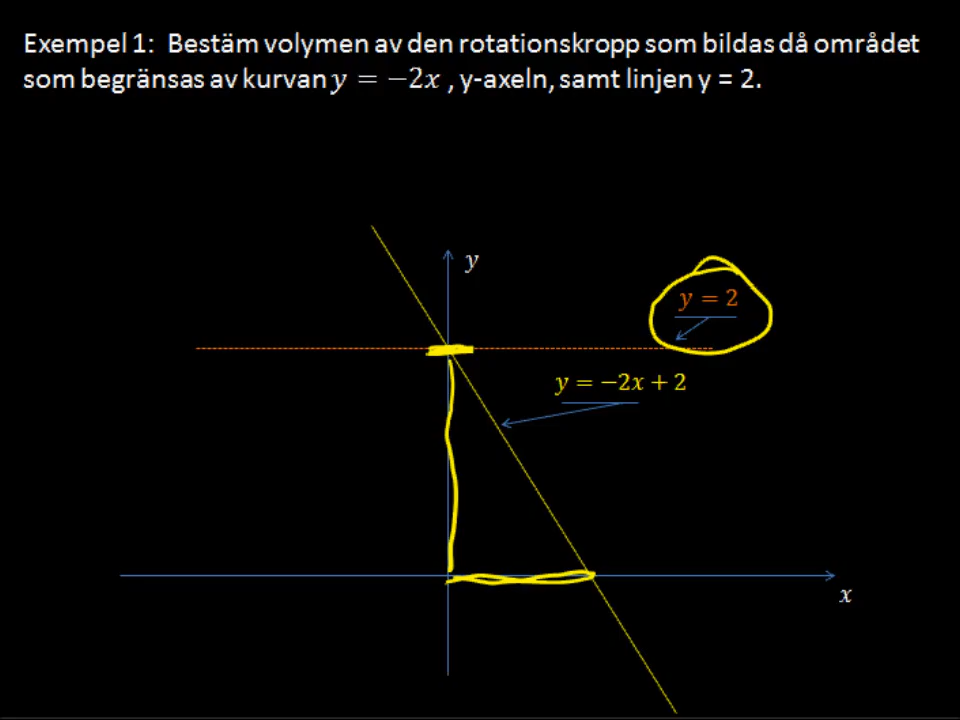 Exempel 1: Bestäm volymen av den rotationskropp som bildas då området
som begränsas av kurvan y = −2x , y-axeln, samt linjen y = 2.
y
y = 2
y = −2x + 2
x